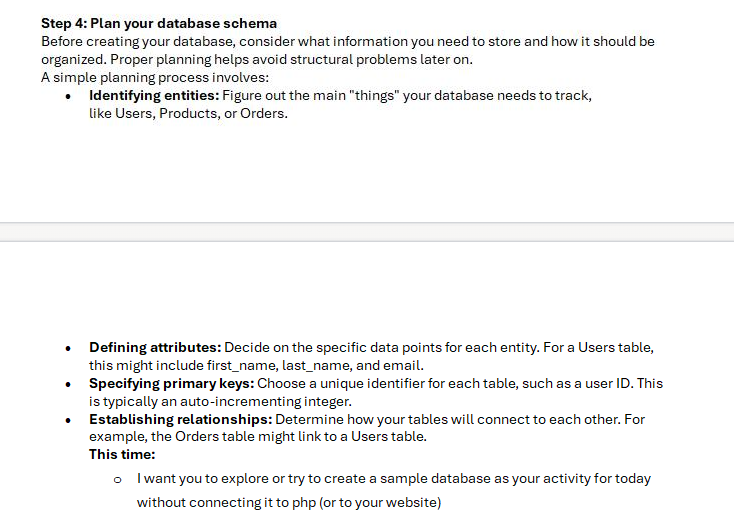 Step 4: Plan your database schema
Before creating your database, consider what information you need to store and how it should be
organized. Proper planning helps avoid structural problems later on.
A simple planning process involves:
• Identifying entities: Figure out the main "things" your database needs to track,
like Users, Products, or Orders.
• Defining attributes: Decide on the specific data points for each entity. For a Users table,
this might include first_name, last_name, and email.
• Specifying primary keys: Choose a unique identifier for each table, such as a user ID. This
is typically an auto-incrementing integer.
• Establishing relationships: Determine how your tables will connect to each other. For
example, the Orders table might link to a Users table.
This time:
o I want you to explore or try to create a sample database as your activity for today
without connecting it to php (or to your website)